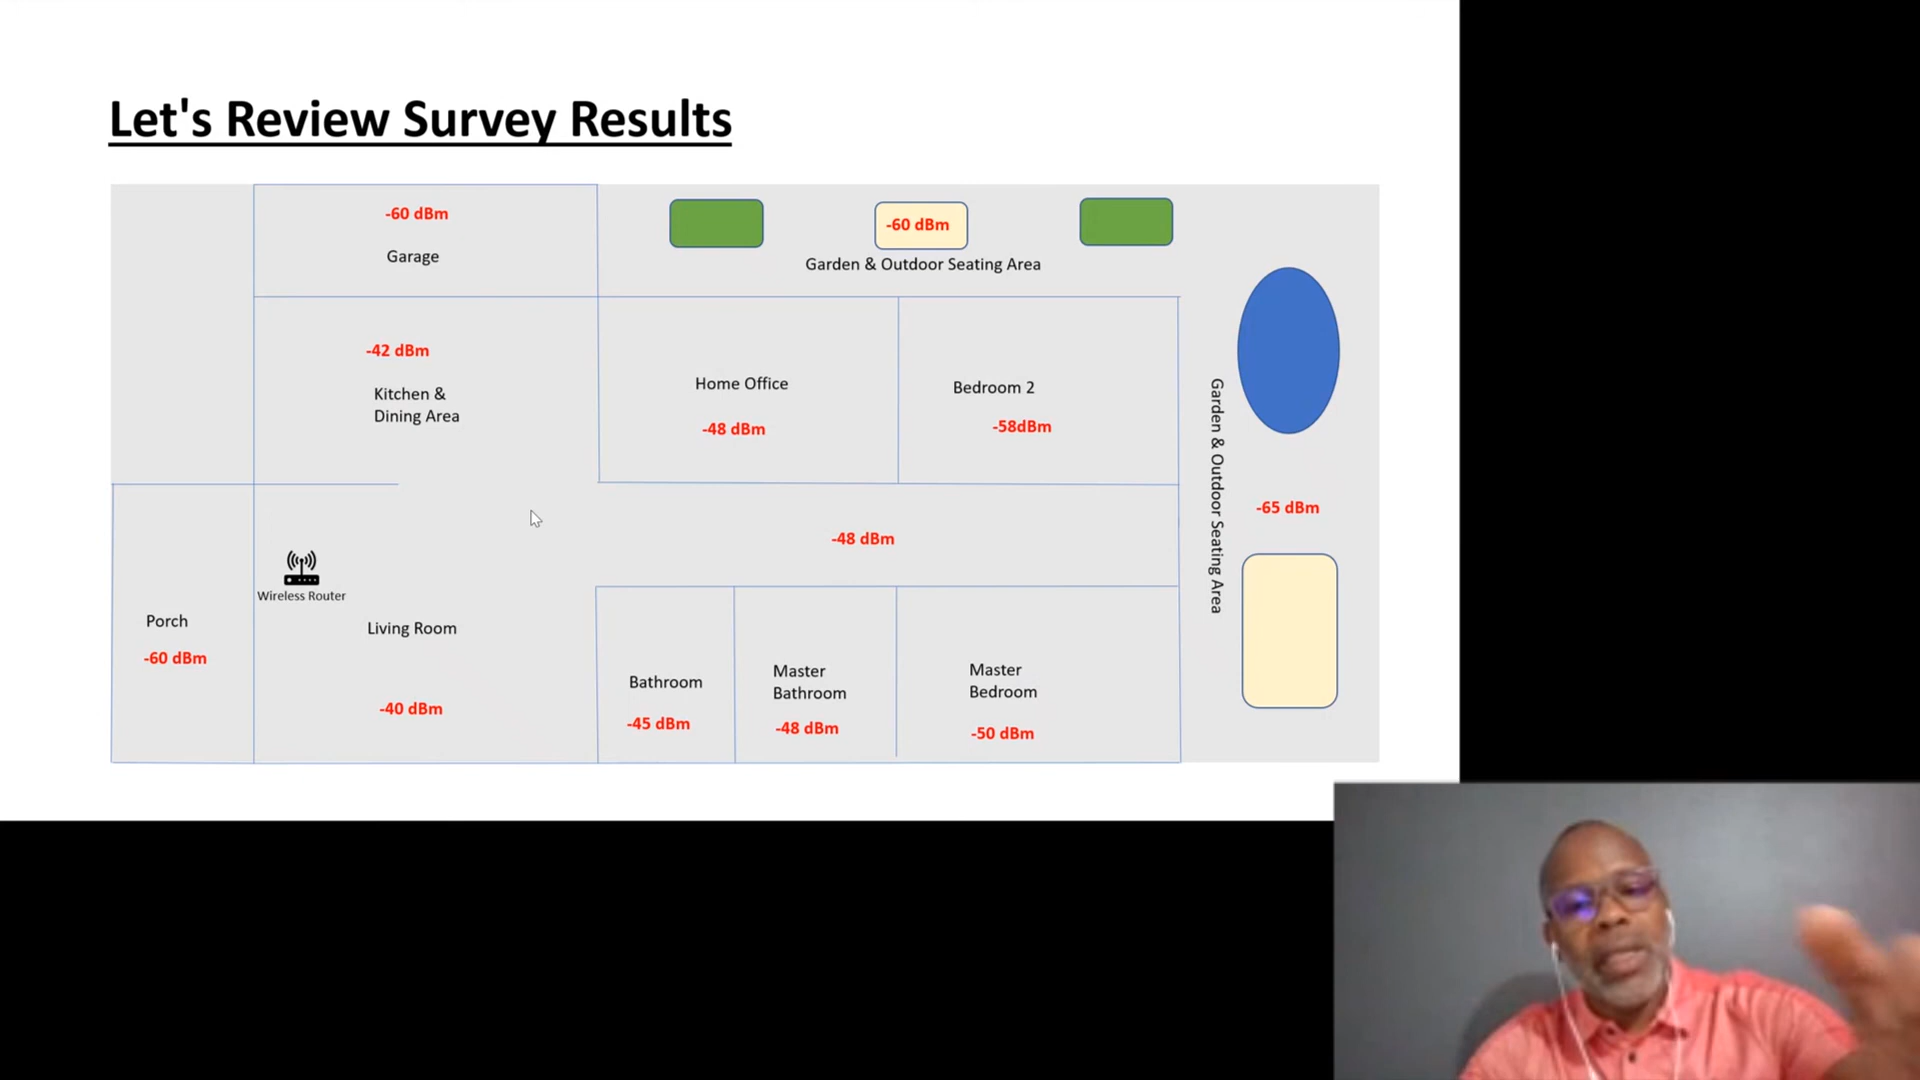 Let's Review Survey Results
-60 dBm
Garage
-60 dBm
Garden & Outdoor Seating Area
-42 dBm
Kitchen &
Dining Area
Home Office
-48 dBm
Bedroom 2
-58dBm
Garden & Outdoor Seating Area
-65 dBm
-48 dBm
Wireless Router
Porch
-60 dBm
Living Room
-40 dBm
Bathroom
-45 dBm
Master
Bathroom
-48 dBm
Master
Bedroom
-50 dBm